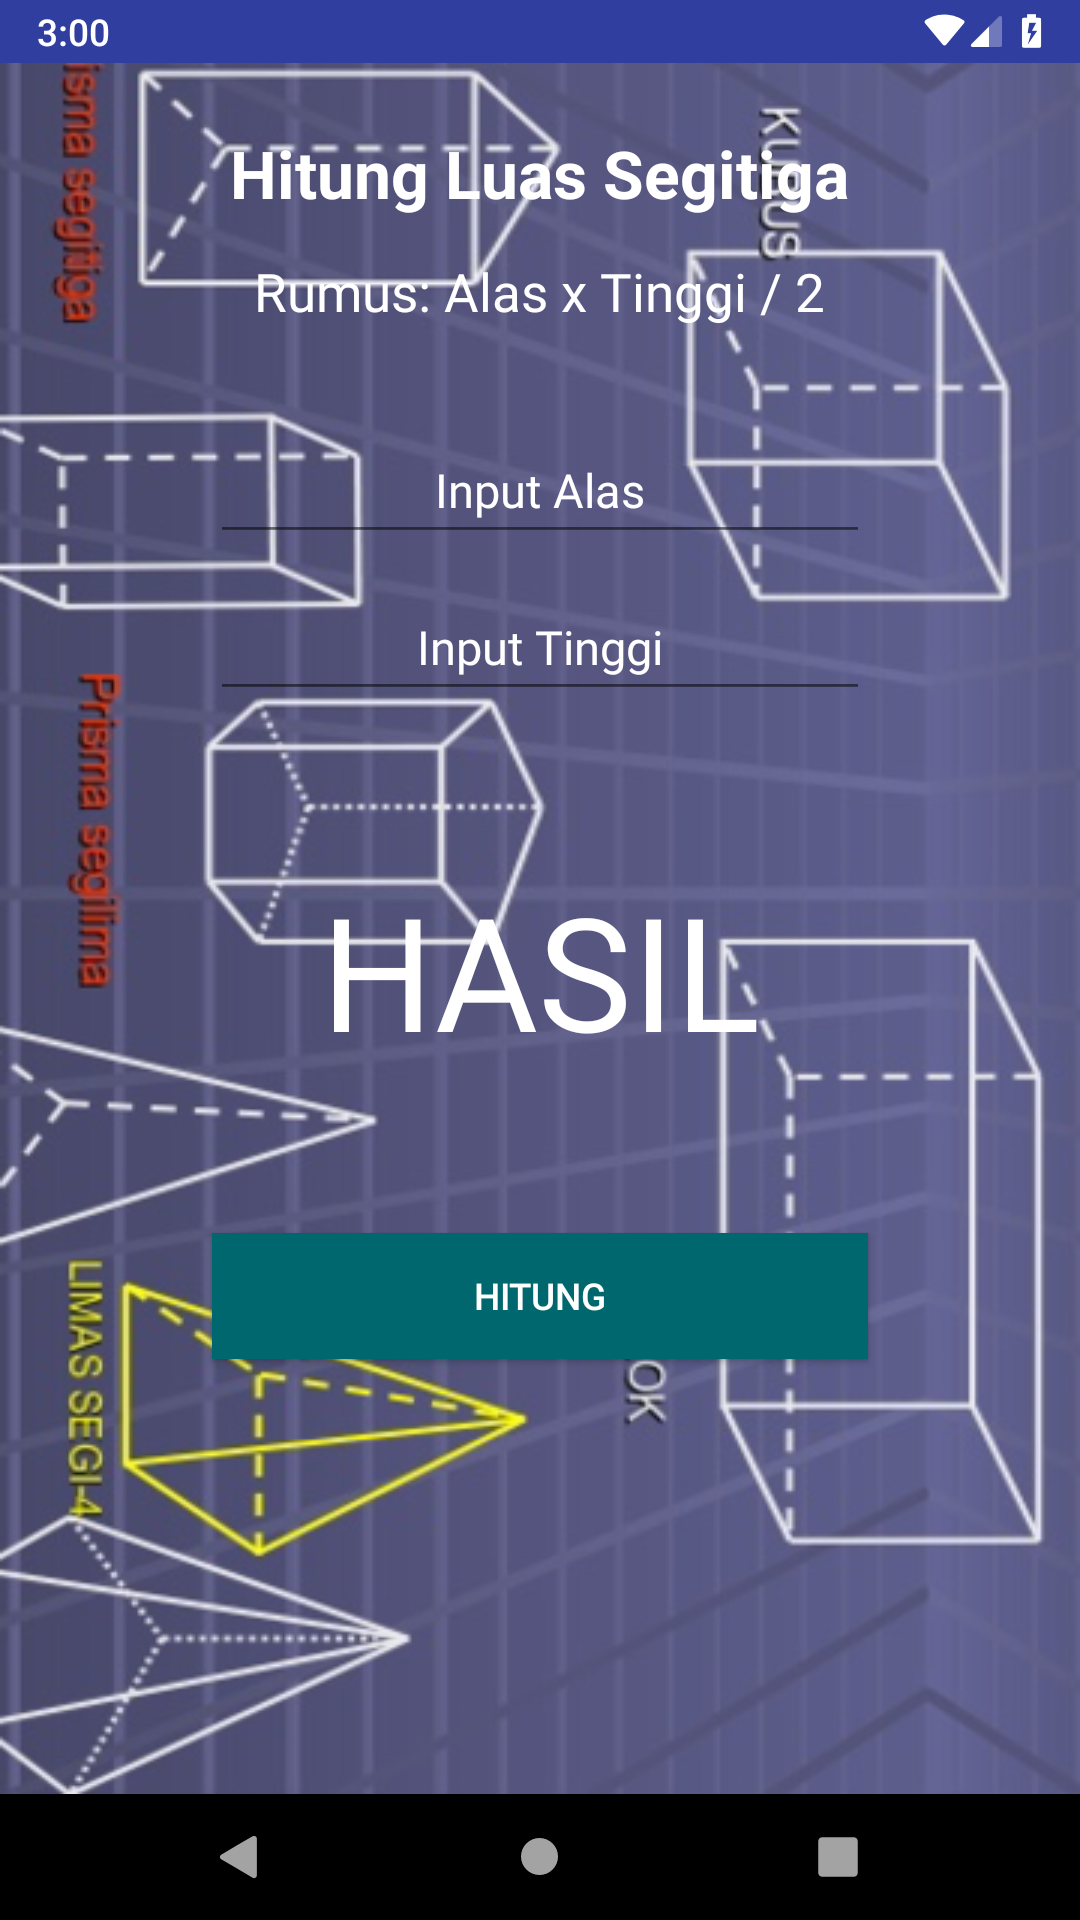 3:00
isma segitiga
KUBUS
Hitung Luas Segitiga
Rumus: Alas x Tinggi / 2
Input Alas
Input Tinggi
Prisma segilima
HASIL
LIMAS SEGI-4
HITUNG
OK